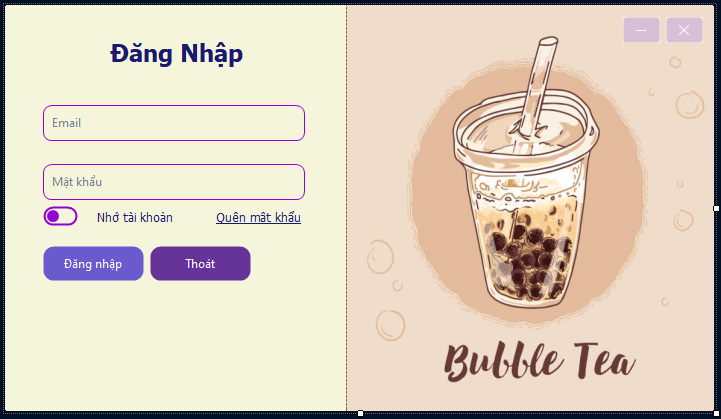 Đăng Nhập
Email
Mật khẩu
Nhớ tài khoản
Quên mật khẩu
Đăng nhập
Thoát
Bubble Tea